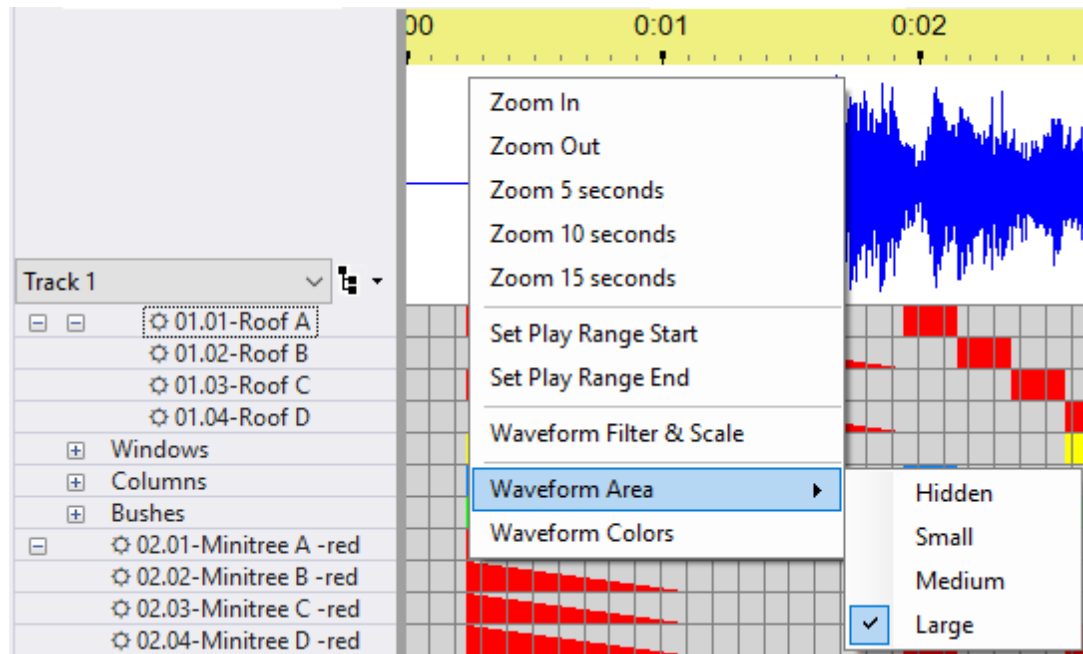 00 0:01 0:02
Zoom In
Zoom Out
Zoom 5 seconds
Zoom 10 seconds
Zoom 15 seconds
Set Play Range Start
Set Play Range End
Waveform Filter & Scale
Waveform Area
Waveform Colors
Hidden
Small
Medium
Large
Track 1
01.01-Roof A
01.02-Roof B
01.03-Roof C
01.04-Roof D
Windows
Columns
Bushes
02.01-Minitree A -red
02.02-Minitree B -red
02.03-Minitree C -red
02.04-Minitree D -red